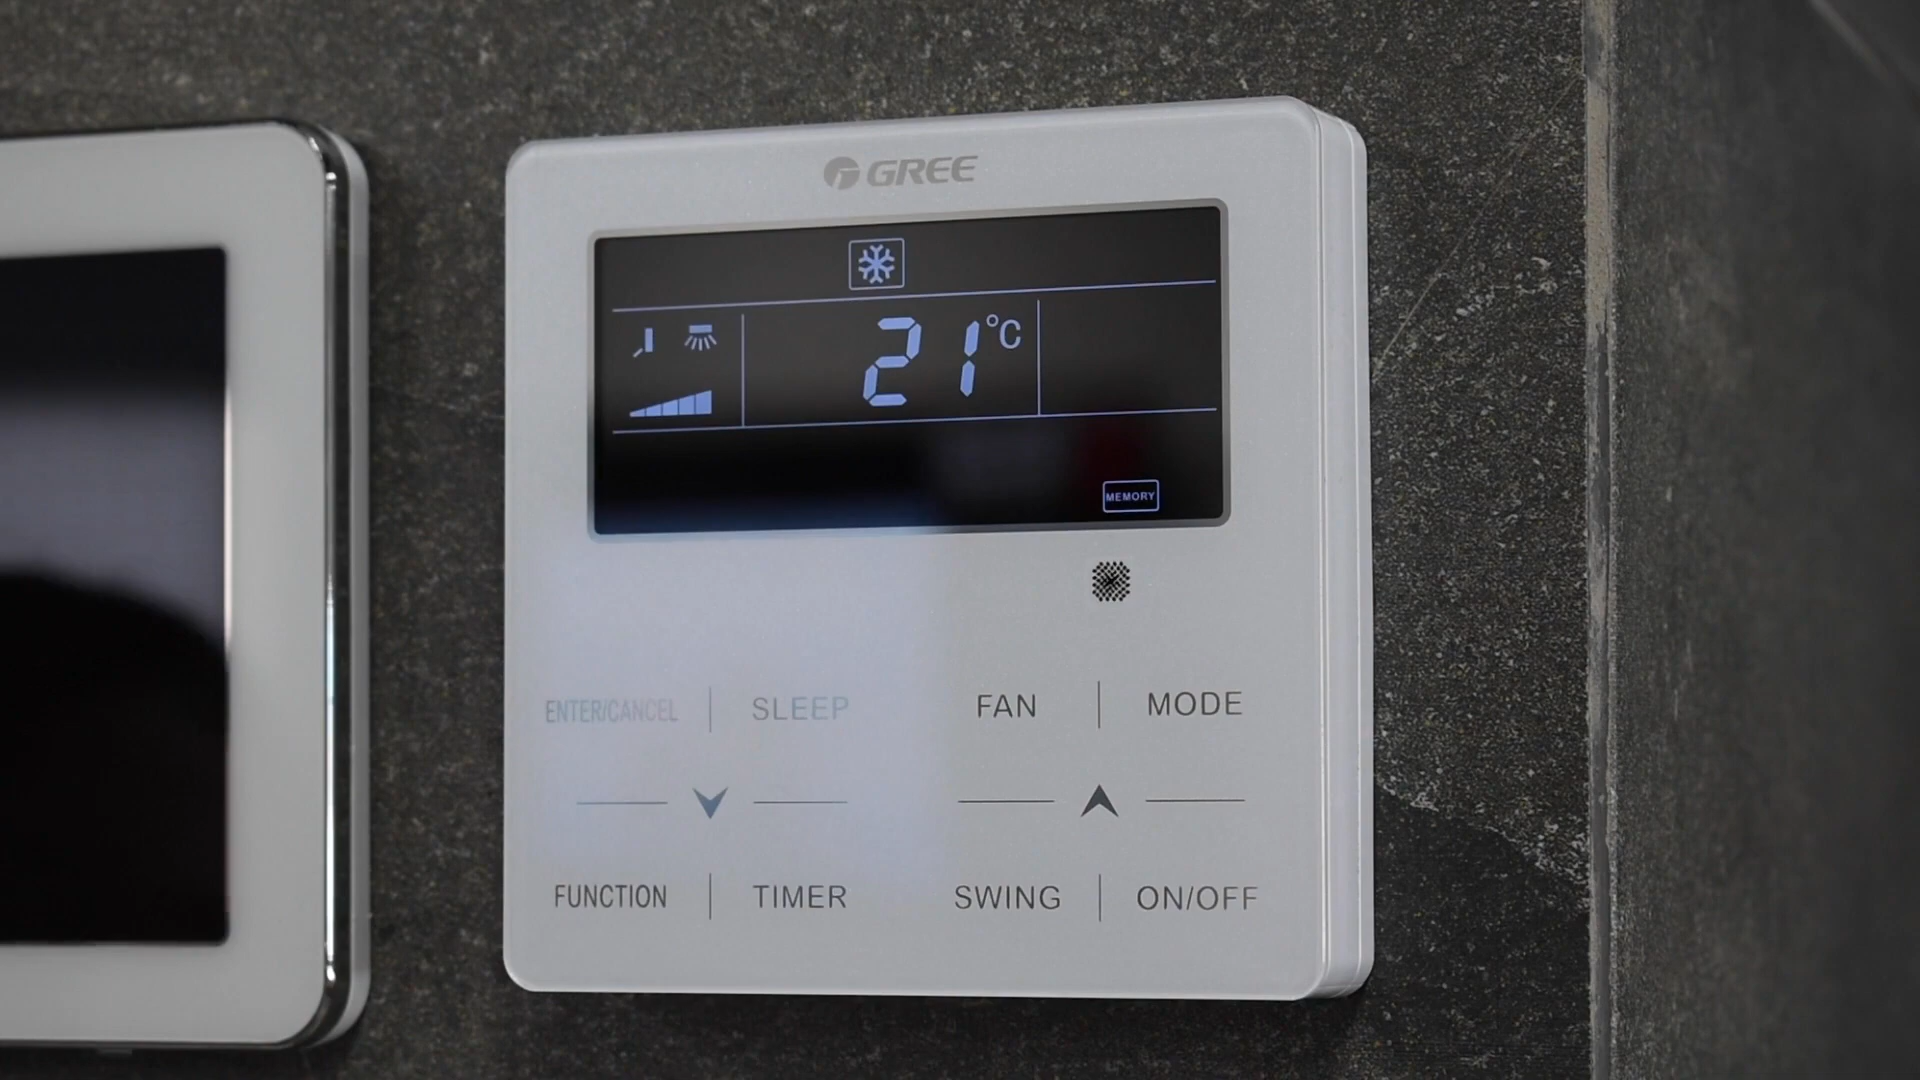 GREE
21°C
MEMORY
ENTER/CANCEL SLEEP FAN MODE
FUNCTION TIMER SWING ON/OFF